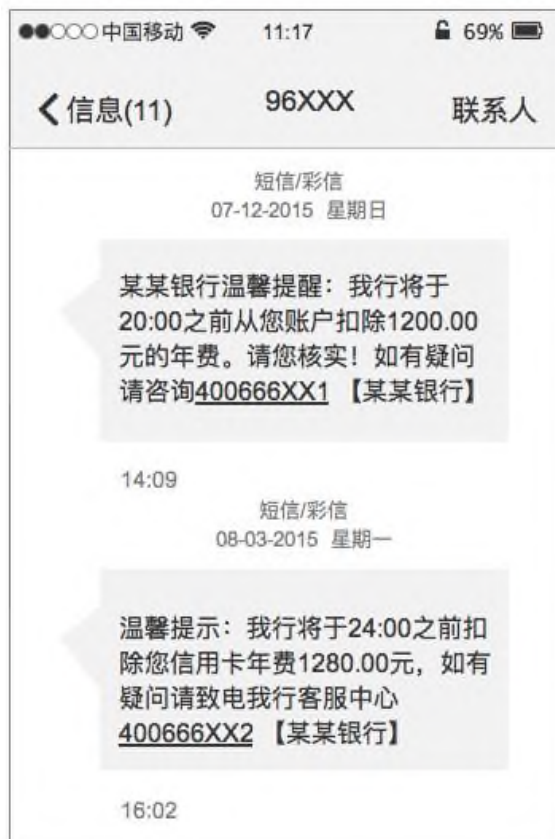 中国移动 11:17 69%
信息(11) 96XXX 联系人
短信/彩信
07-12-2015 星期日
某某银行温馨提醒：我行将于
20:00之前从您账户扣除1200.00
元的年费。请您核实！如有疑问
请咨询400666XX1 【某某银行】
14:09
短信/彩信
08-03-2015 星期一
温馨提示：我行将于24:00之前扣
除您信用卡年费1280.00元，如有
疑问请致电我行客服中心
400666XX2 【某某银行】
16:02